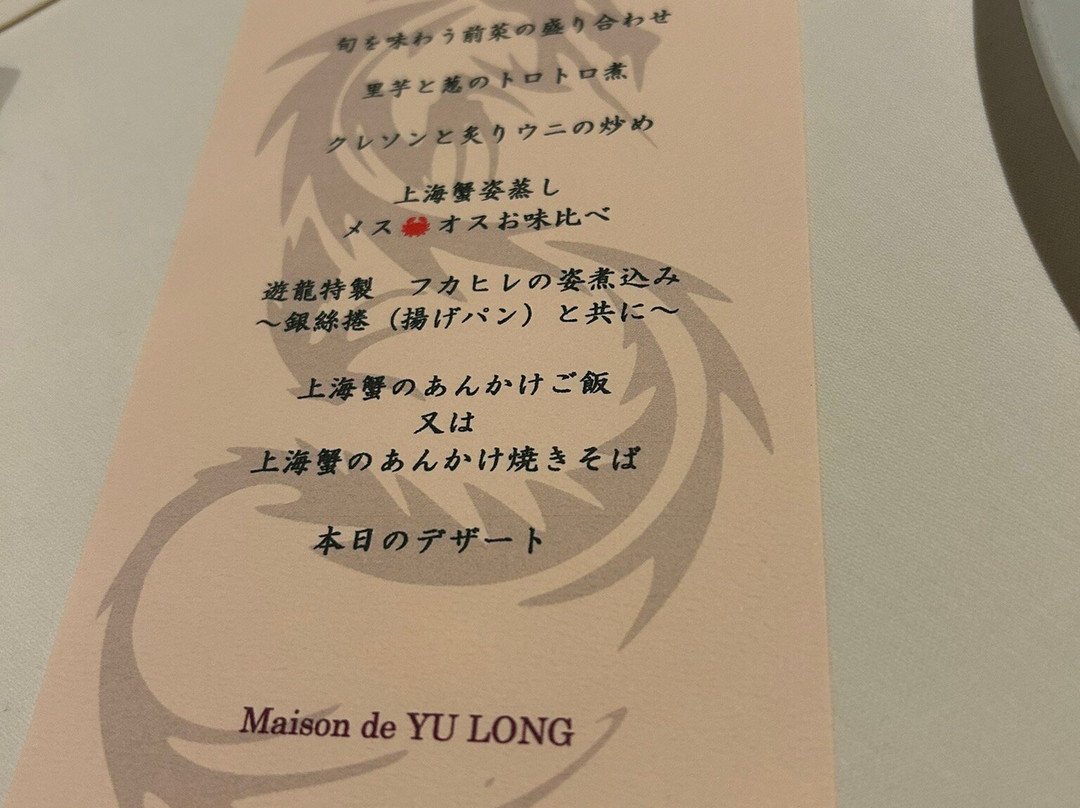 旬を味わう前菜の盛り合わせ
里芋と葱のトロトロ煮
クレソンと炙りウニの炒め
上海蟹姿蒸し
メス🦀オスお味比べ
遊龍特製　フカヒレの姿煮込み
～銀絲捲（揚げパン）と共に～
上海蟹のあんかけご飯
又は
上海蟹のあんかけ焼きそば
本日のデザート
Maison de YU LONG